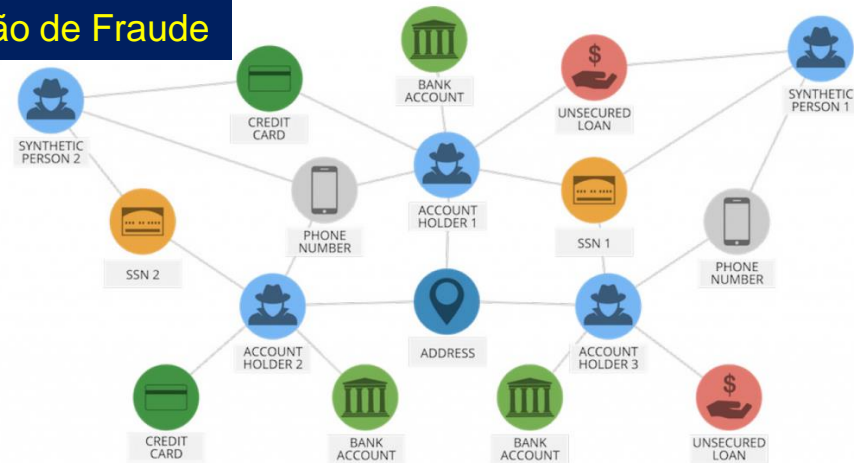 ão de Fraude
BANK
ACCOUNT
$
UNSECURED
LOAN
SYNTHETIC
PERSON 1
CREDIT
CARD
SYNTHETIC
PERSON 2
ACCOUNT
HOLDER 1
PHONE
NUMBER
SSN 1
PHONE
NUMBER
SSN 2
ACCOUNT
HOLDER 2
ADDRESS
ACCOUNT
HOLDER 3
$
CREDIT
CARD
BANK
ACCOUNT
BANK
ACCOUNT
UNSECURED
LOAN